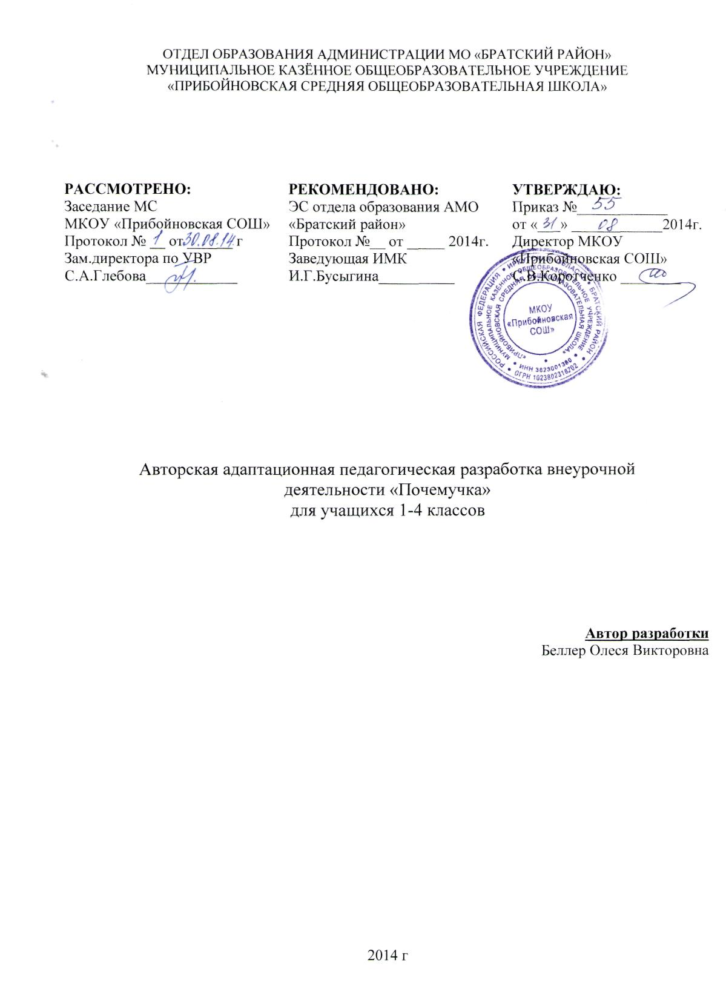 ОТДЕЛ ОБРАЗОВАНИЯ АДМИНИСТРАЦИИ МО «БРАТСКИЙ РАЙОН»
МУНИЦИПАЛЬНОЕ КАЗЁННОЕ ОБЩЕОБРАЗОВАТЕЛЬНОЕ УЧРЕЖДЕНИЕ
«ПРИБОЙНОВСКАЯ СРЕДНЯЯ ОБЩЕОБРАЗОВАТЕЛЬНАЯ ШКОЛА»
РАССМОТРЕНО:
Заседание МС
МКОУ «Прибойновская СОШ»
Протокол № 1 от 30.08.14 г
Зам.директора по УВР
С.А.Глебова____________
РЕКОМЕНДОВАНО:
ЭС отдела образования АМО
«Братский район»
Протокол №__ от _____ 2014г.
Заведующая ИМК
И.Г.Бусыгина__________
УТВЕРЖДАЮ:
Приказ № 55
от «31» 08 2014г.
Директор МКОУ
«Прибойновская СОШ»
С.В.Коротченко ________
РОССИЙСКАЯ ФЕДЕРАЦИЯ • ИРКУТСКАЯ ОБЛАСТЬ • БРАТСКИЙ РАЙОН
МУНИЦИПАЛЬНОЕ КАЗЕННОЕ ОБЩЕОБРАЗОВАТЕЛЬНОЕ УЧРЕЖДЕНИЕ
«ПРИБОЙНОВСКАЯ СРЕДНЯЯ ОБЩЕОБРАЗОВАТЕЛЬНАЯ ШКОЛА»
МКОУ
«Прибойновская
СОШ»
ИНН 3823001360
ОГРН 1023802316702
Авторская адаптационная педагогическая разработка внеурочной
деятельности «Почемучка»
для учащихся 1-4 классов
Автор разработки
Беллер Олеся Викторовна
2014 г